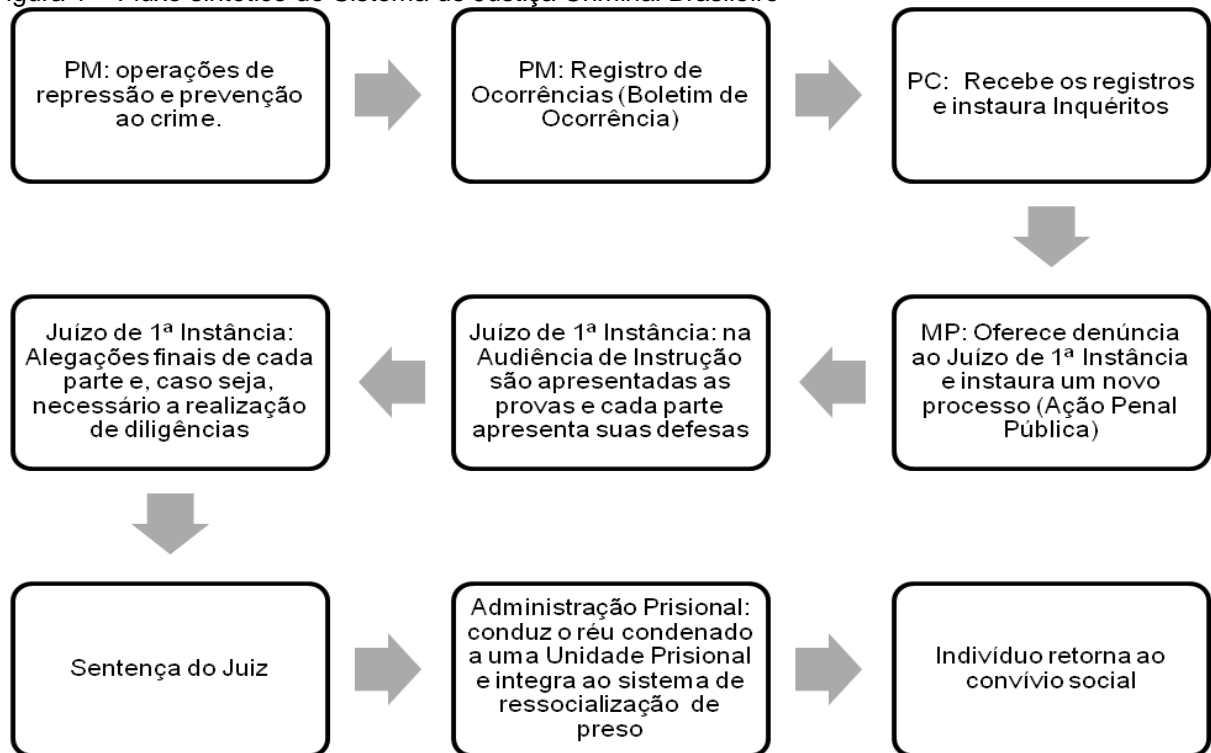 PM: operações de
repressão e prevenção
ao crime.
PM: Registro de
Ocorrências (Boletim de
Ocorrência)
PC: Recebe os registros
e instaura Inquéritos
MP: Oferece denúncia
ao Juízo de 1ª Instância
e instaura um novo
processo (Ação Penal
Pública)
Juízo de 1ª Instância: na
Audiência de Instrução
são apresentadas as
provas e cada parte
apresenta suas defesas
Juízo de 1ª Instância:
Alegações finais de cada
parte e, caso seja,
necessário a realização
de diligências
Sentença do Juiz
Administração Prisional:
conduz o réu condenado
a uma Unidade Prisional
e integra ao sistema de
ressocialização de
preso
Indivíduo retorna ao
convívio social